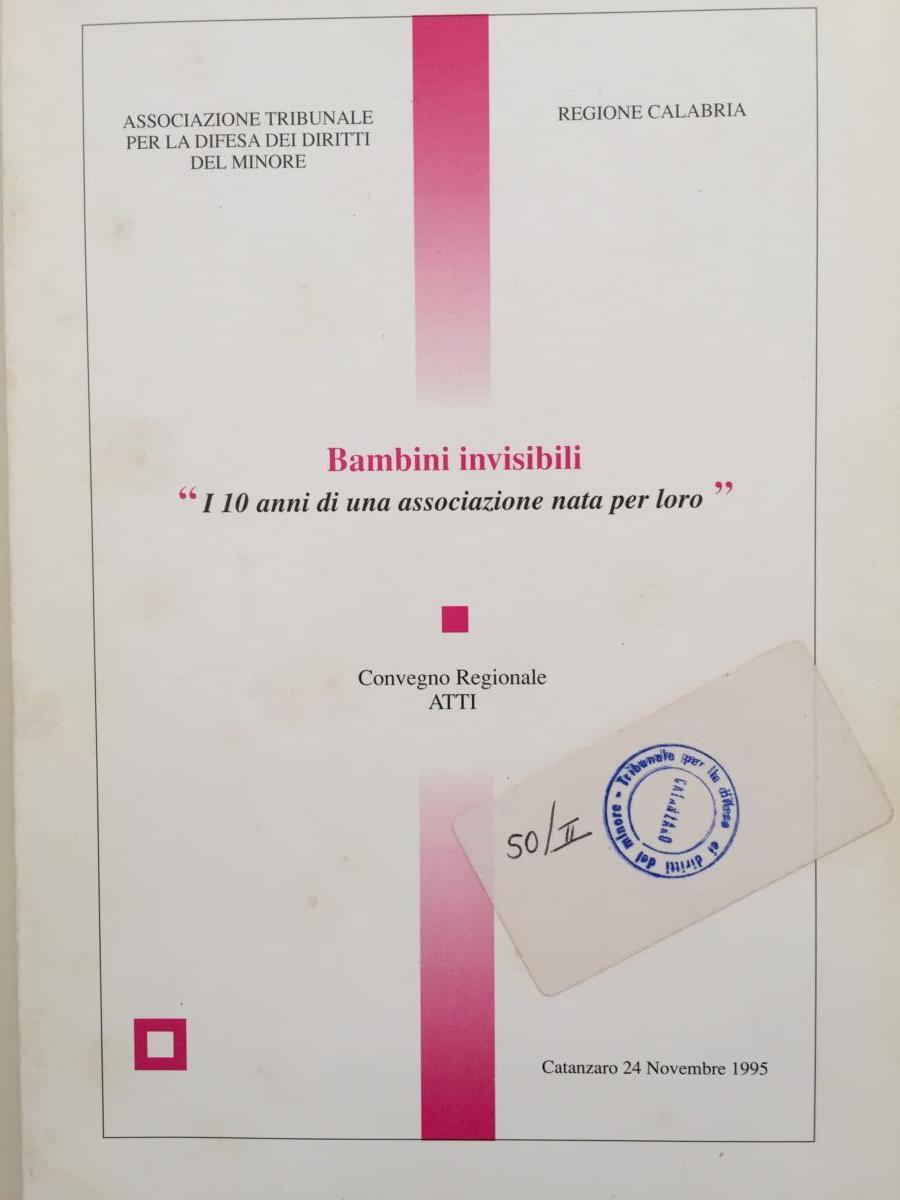 ASSOCIAZIONE TRIBUNALE
PER LA DIFESA DEI DIRITTI
DEL MINORE
REGIONE CALABRIA
Bambini invisibili
“ I 10 anni di una associazione nata per loro ”
Convegno Regionale
ATTI
50/II
Tribunale per la difesa ei diritti del minore -
CATANZARO
Catanzaro 24 Novembre 1995